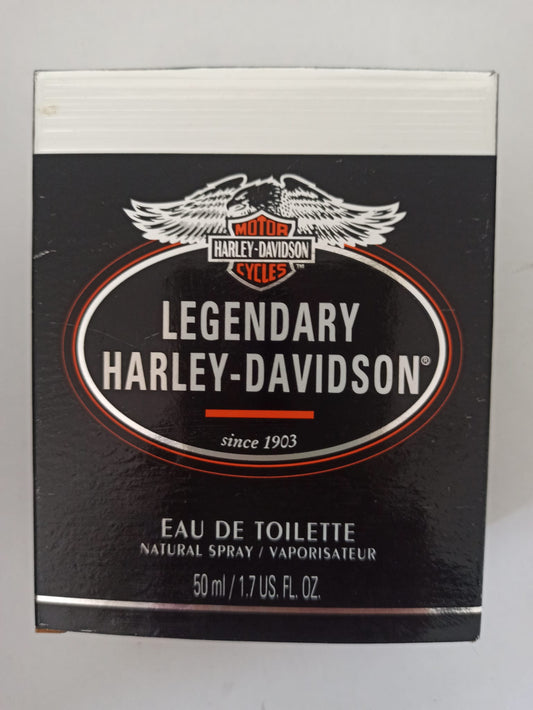 MOTOR
HARLEY-DAVIDSON
CYCLES™
LEGENDARY
HARLEY-DAVIDSON®
since 1903
EAU DE TOILETTE
NATURAL SPRAY / VAPORISATEUR
50 ml / 1.7 US. FL. OZ.